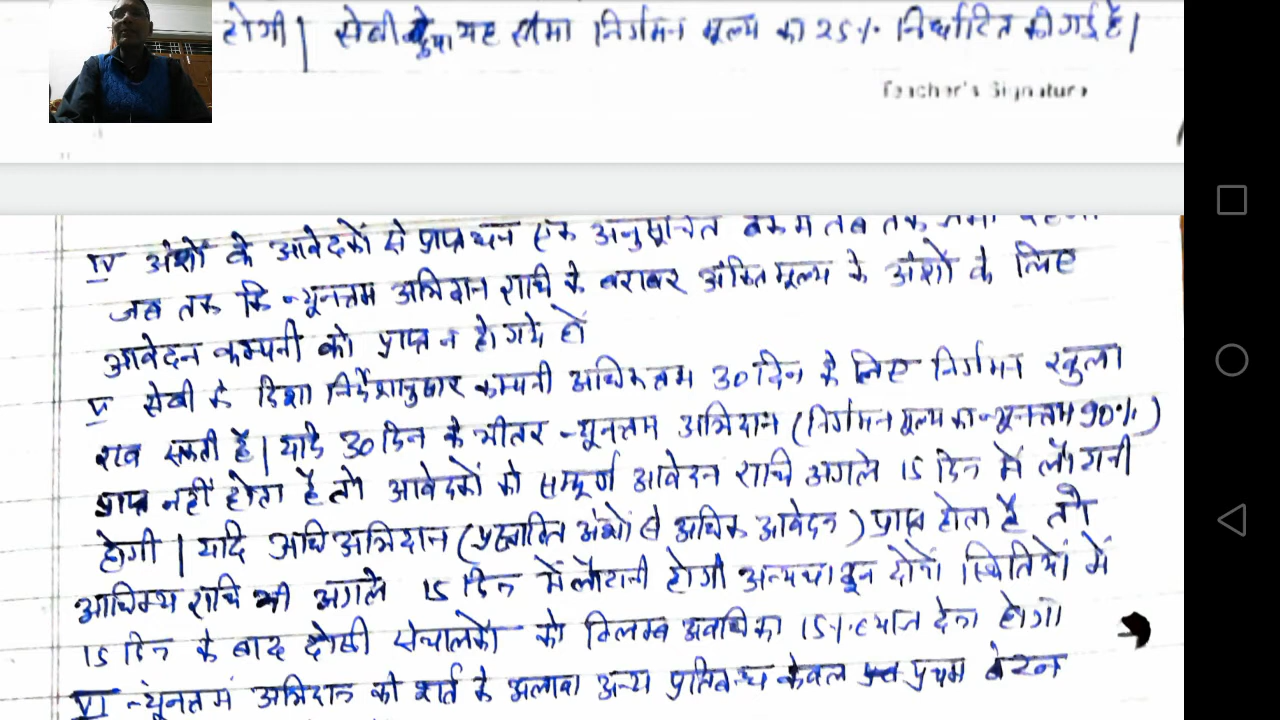 होगी| सेबी द्वारा यह सीमा निर्गमन मूल्य का 25% निर्धारित की गई है|
Teacher's Signature
IV अंशों के आवेदकों से प्राप्त धन एक अनुसूचित बैंक में तब तक जमा
जब तक कि न्यूनतम अभिदान राशि के बराबर अंकित मूल्य के अंशों के लिए
आवेदन कम्पनी को प्राप्त न हो गये हों
V सेबी के दिशा निर्देशानुसार कम्पनी अधिकतम 30 दिन के लिए निर्गमन खुला
रख सकती है| यदि 30 दिन के भीतर न्यूनतम अभिदान (निर्गमन मूल्य का न्यूनतम 90%)
प्राप्त नहीं होता है तो आवेदकों को सम्पूर्ण आवेदन राशि अगले 15 दिन में लौटानी
होगी| यदि अधिअभिदान (प्रस्तावित अंशों से अधिक आवेदन) प्राप्त होता है तो
आधिक्य राशि भी अगले 15 दिन में लौटानी होगी अन्यथा इन दोनों स्थितियों में
15 दिन के बाद दोषी संचालकों को विलम्ब अवधि का 15% ब्याज देना होगा
VI न्यूनतम अभिदान की शर्त के अलावा अन्य प्रतिबन्ध केवल प्रथम